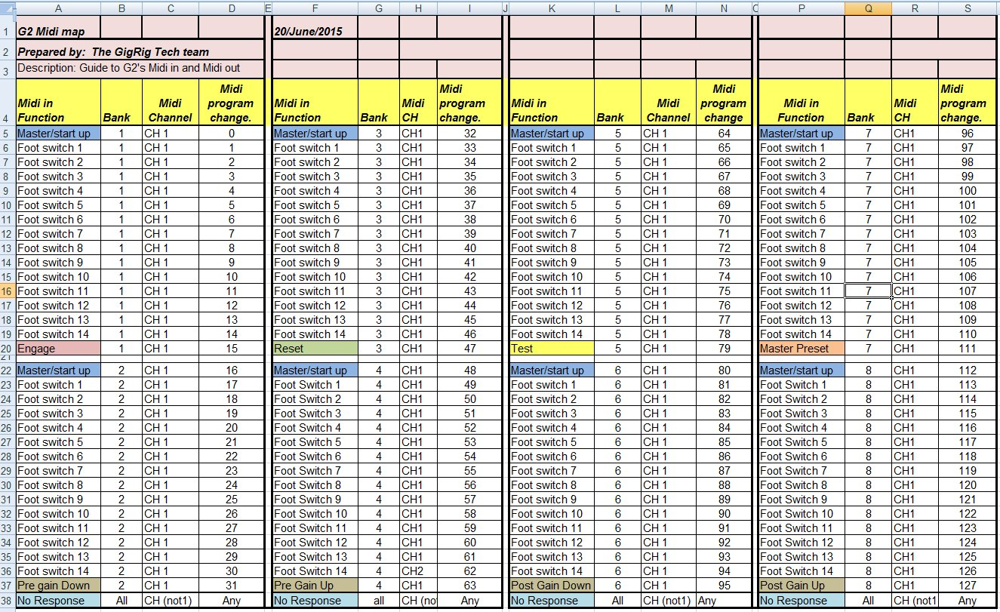 A B C D E F G H I J K L M N O P Q R S
1 G2 Midi map 20/June/2015
2 Prepared by: The GigRig Tech team
3 Description: Guide to G2's Midi in and Midi out
Midi Midi Midi Midi
Midi in Midi program Midi in Midi program Midi in Midi program Midi in Midi program
4 Function Bank Channel change. Function Bank CH change. Function Bank Channel change Function Bank CH change.
5 Master/start up 1 CH 1 0 Master/start up 3 CH1 32 Master/start up 5 CH 1 64 Master/start up 7 CH1 96
6 Foot switch 1 1 CH 1 1 Foot switch 1 3 CH1 33 Foot switch 1 5 CH 1 65 Foot switch 1 7 CH1 97
7 Foot switch 2 1 CH 1 2 Foot switch 2 3 CH1 34 Foot switch 2 5 CH 1 66 Foot switch 2 7 CH1 98
8 Foot switch 3 1 CH 1 3 Foot switch 3 3 CH1 35 Foot switch 3 5 CH 1 67 Foot switch 3 7 CH1 99
9 Foot switch 4 1 CH 1 4 Foot switch 4 3 CH1 36 Foot switch 4 5 CH 1 68 Foot switch 4 7 CH1 100
10 Foot switch 5 1 CH 1 5 Foot switch 5 3 CH1 37 Foot switch 5 5 CH 1 69 Foot switch 5 7 CH1 101
11 Foot switch 6 1 CH 1 6 Foot switch 6 3 CH1 38 Foot switch 6 5 CH 1 70 Foot switch 6 7 CH1 102
12 Foot switch 7 1 CH 1 7 Foot switch 7 3 CH1 39 Foot switch 7 5 CH 1 71 Foot switch 7 7 CH1 103
13 Foot switch 8 1 CH 1 8 Foot switch 8 3 CH1 40 Foot switch 8 5 CH 1 72 Foot switch 8 7 CH1 104
14 Foot switch 9 1 CH 1 9 Foot switch 9 3 CH1 41 Foot switch 9 5 CH 1 73 Foot switch 9 7 CH1 105
15 Foot switch 10 1 CH 1 10 Foot switch 10 3 CH1 42 Foot switch 10 5 CH 1 74 Foot switch 10 7 CH1 106
16 Foot switch 11 1 CH 1 11 Foot switch 11 3 CH1 43 Foot switch 11 5 CH 1 75 Foot switch 11 7 CH1 107
17 Foot switch 12 1 CH 1 12 Foot switch 12 3 CH1 44 Foot switch 12 5 CH 1 76 Foot switch 12 7 CH1 108
18 Foot switch 13 1 CH 1 13 Foot switch 13 3 CH1 45 Foot switch 13 5 CH 1 77 Foot switch 13 7 CH1 109
19 Foot switch 14 1 CH 1 14 Foot switch 14 3 CH1 46 Foot switch 14 5 CH 1 78 Foot switch 14 7 CH1 110
20 Engage 1 CH 1 15 Reset 3 CH1 47 Test 5 CH 1 79 Master Preset 7 CH1 111
21
22 Master/start up 2 CH 1 16 Master/start up 4 CH1 48 Master/start up 6 CH 1 80 Master/start up 8 CH1 112
23 Foot switch 1 2 CH 1 17 Foot Switch 1 4 CH1 49 Foot switch 1 6 CH 1 81 Foot Switch 1 8 CH1 113
24 Foot switch 2 2 CH 1 18 Foot Switch 2 4 CH1 50 Foot switch 2 6 CH 1 82 Foot Switch 2 8 CH1 114
25 Foot switch 3 2 CH 1 19 Foot Switch 3 4 CH1 51 Foot switch 3 6 CH 1 83 Foot Switch 3 8 CH1 115
26 Foot switch 4 2 CH 1 20 Foot Switch 4 4 CH1 52 Foot switch 4 6 CH 1 84 Foot Switch 4 8 CH1 116
27 Foot switch 5 2 CH 1 21 Foot Switch 5 4 CH1 53 Foot switch 5 6 CH 1 85 Foot Switch 5 8 CH1 117
28 Foot switch 6 2 CH 1 22 Foot Switch 6 4 CH1 54 Foot switch 6 6 CH 1 86 Foot Switch 6 8 CH1 118
29 Foot switch 7 2 CH 1 23 Foot Switch 7 4 CH1 55 Foot switch 7 6 CH 1 87 Foot Switch 7 8 CH1 119
30 Foot switch 8 2 CH 1 24 Foot Switch 8 4 CH1 56 Foot switch 8 6 CH 1 88 Foot Switch 8 8 CH1 120
31 Foot switch 9 2 CH 1 25 Foot Switch 9 4 CH1 57 Foot switch 9 6 CH 1 89 Foot Switch 9 8 CH1 121
32 Foot switch 10 2 CH 1 26 Foot Switch 10 4 CH1 58 Foot switch 10 6 CH 1 90 Foot Switch 10 8 CH1 122
33 Foot switch 11 2 CH 1 27 Foot Switch 11 4 CH1 59 Foot switch 11 6 CH 1 91 Foot Switch 11 8 CH1 123
34 Foot switch 12 2 CH 1 28 Foot Switch 12 4 CH1 60 Foot switch 12 6 CH 1 92 Foot Switch 12 8 CH1 124
35 Foot switch 13 2 CH 1 29 Foot Switch 13 4 CH1 61 Foot switch 13 6 CH 1 93 Foot Switch 13 8 CH1 125
36 Foot switch 14 2 CH 1 30 Foot Switch 14 4 CH2 62 Foot switch 14 6 CH 1 94 Foot Switch 14 8 CH1 126
37 Pre gain Down 2 CH 1 31 Pre Gain Up 4 CH1 63 Post Gain Down 6 CH 1 95 Post Gain Up 8 CH1 127
38 No Response All CH (not1) Any No Response all CH (not Any No Response All CH (not1) Any No Response All CH (not1 Any